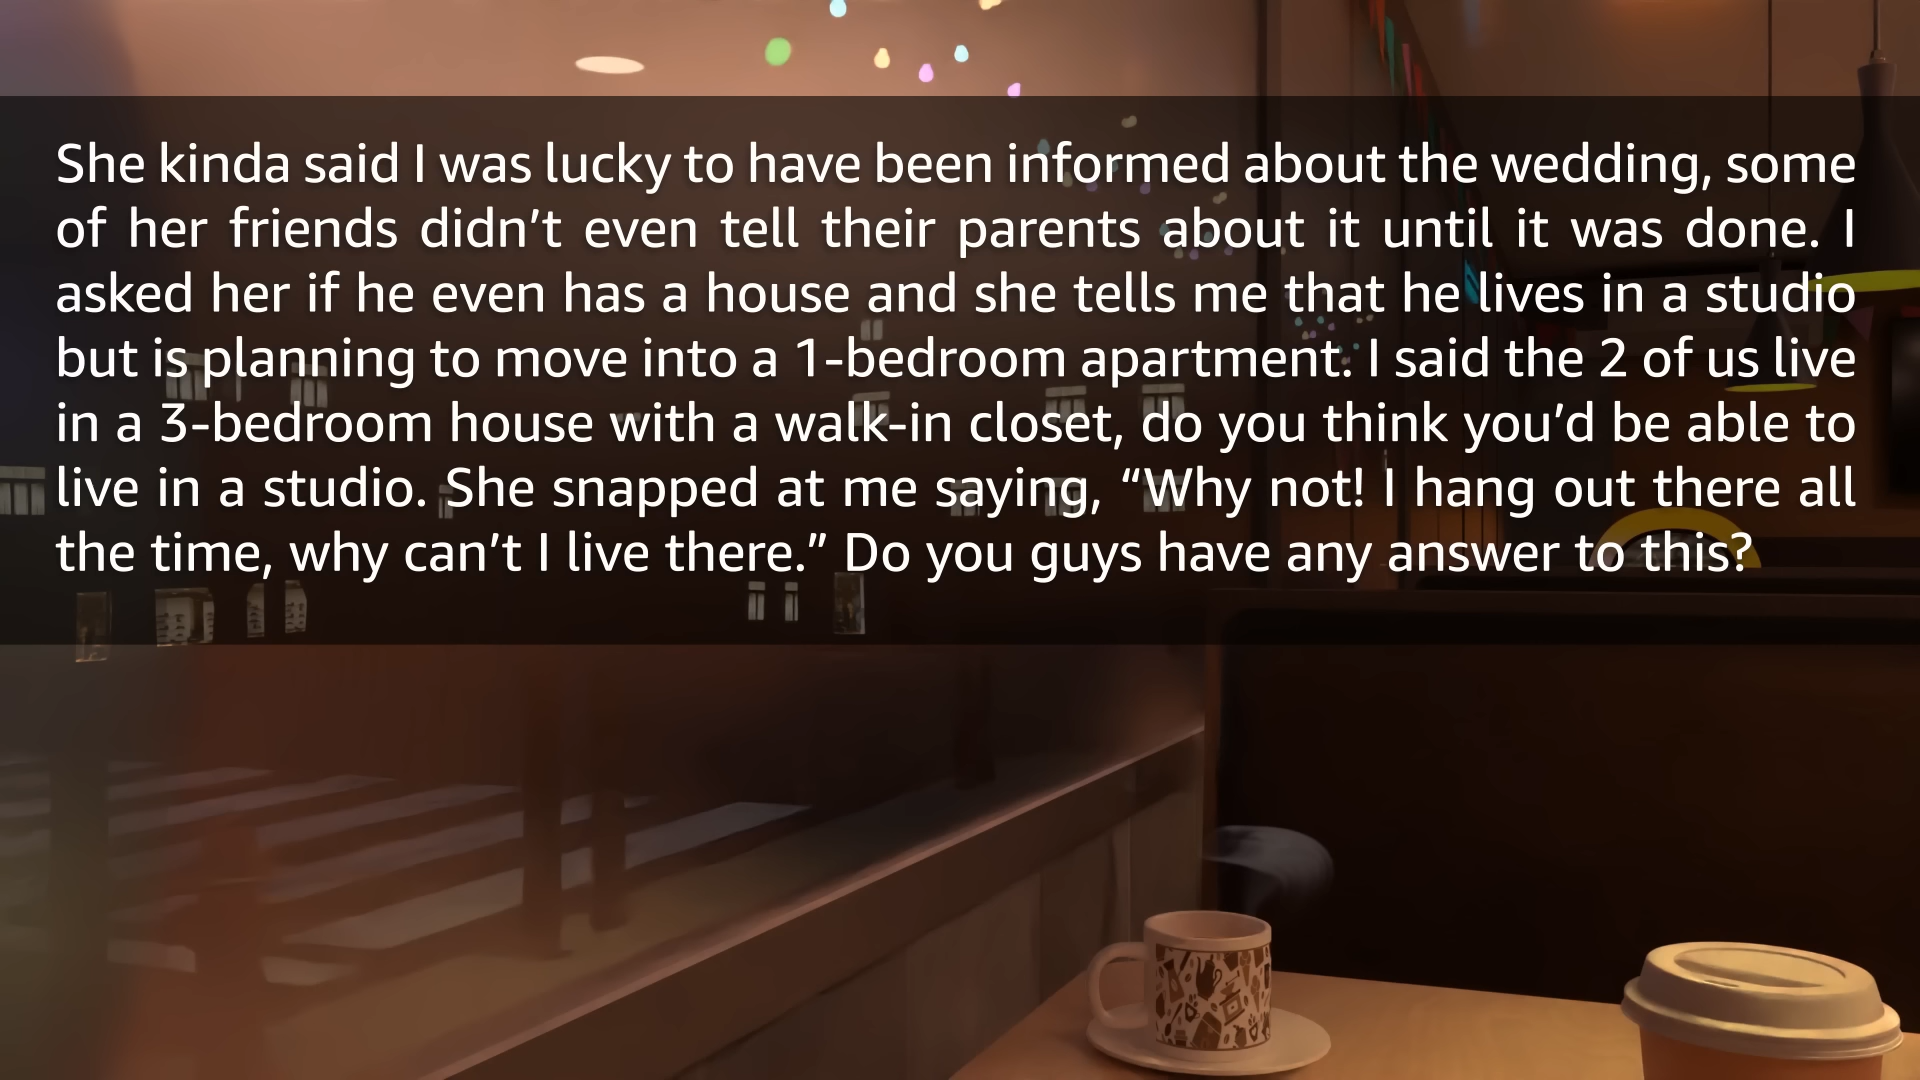 She kinda said I was lucky to have been informed about the wedding, some
of her friends didn’t even tell their parents about it until it was done. I
asked her if he even has a house and she tells me that he lives in a studio
but is planning to move into a 1-bedroom apartment. I said the 2 of us live
in a 3-bedroom house with a walk-in closet, do you think you’d be able to
live in a studio. She snapped at me saying, “Why not! I hang out there all
the time, why can’t I live there.” Do you guys have any answer to this?